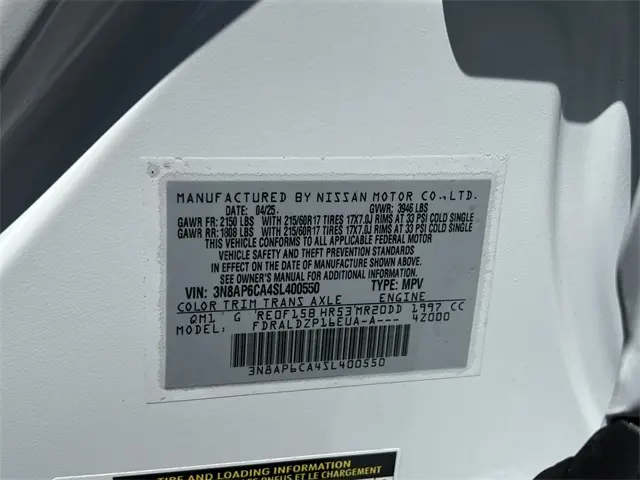 MANUFACTURED BY NISSAN MOTOR CO.,LTD.
DATE: 04/25. GVWR: 3946 LBS
GAWR FR: 2150 LBS WITH 215/60R17 TIRES 17X7.0J RIMS AT 33 PSI COLD SINGLE
GAWR RR: 1808 LBS WITH 215/60R17 TIRES 17X7.0J RIMS AT 33 PSI COLD SINGLE
THIS VEHICLE CONFORMS TO ALL APPLICABLE FEDERAL MOTOR
VEHICLE SAFETY AND THEFT PREVENTION STANDARDS
IN EFFECT ON THE DATE OF MANUFACTURE SHOWN ABOVE.
SEE OWNER'S MANUAL FOR ADDITIONAL INFORMATION.
VIN: 3N8AP6CA4SL400550 TYPE: MPV
COLOR TRIM TRANS AXLE ENGINE
QM1 G RE0F15B HR53 MR20DD 1997 CC
MODEL: FDRALDZP16EUA-A--- 42000
3N8AP6CA4SL400550
TIRE AND LOADING INFORMATION